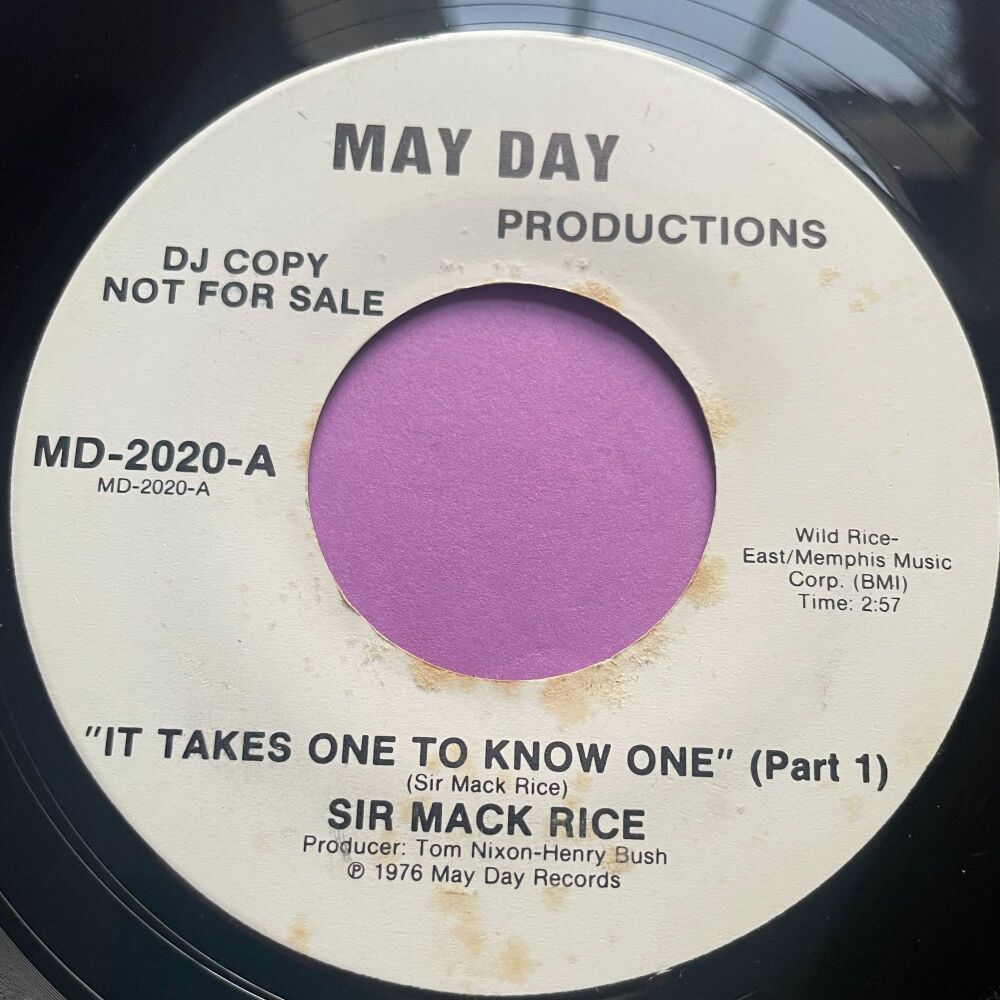 MAY DAY
PRODUCTIONS
DJ COPY
NOT FOR SALE
MD-2020-A
MD-2020-A
Wild Rice-
East/Memphis Music
Corp. (BMI)
Time: 2:57
"IT TAKES ONE TO KNOW ONE" (Part 1)
(Sir Mack Rice)
SIR MACK RICE
Producer: Tom Nixon-Henry Bush
℗ 1976 May Day Records